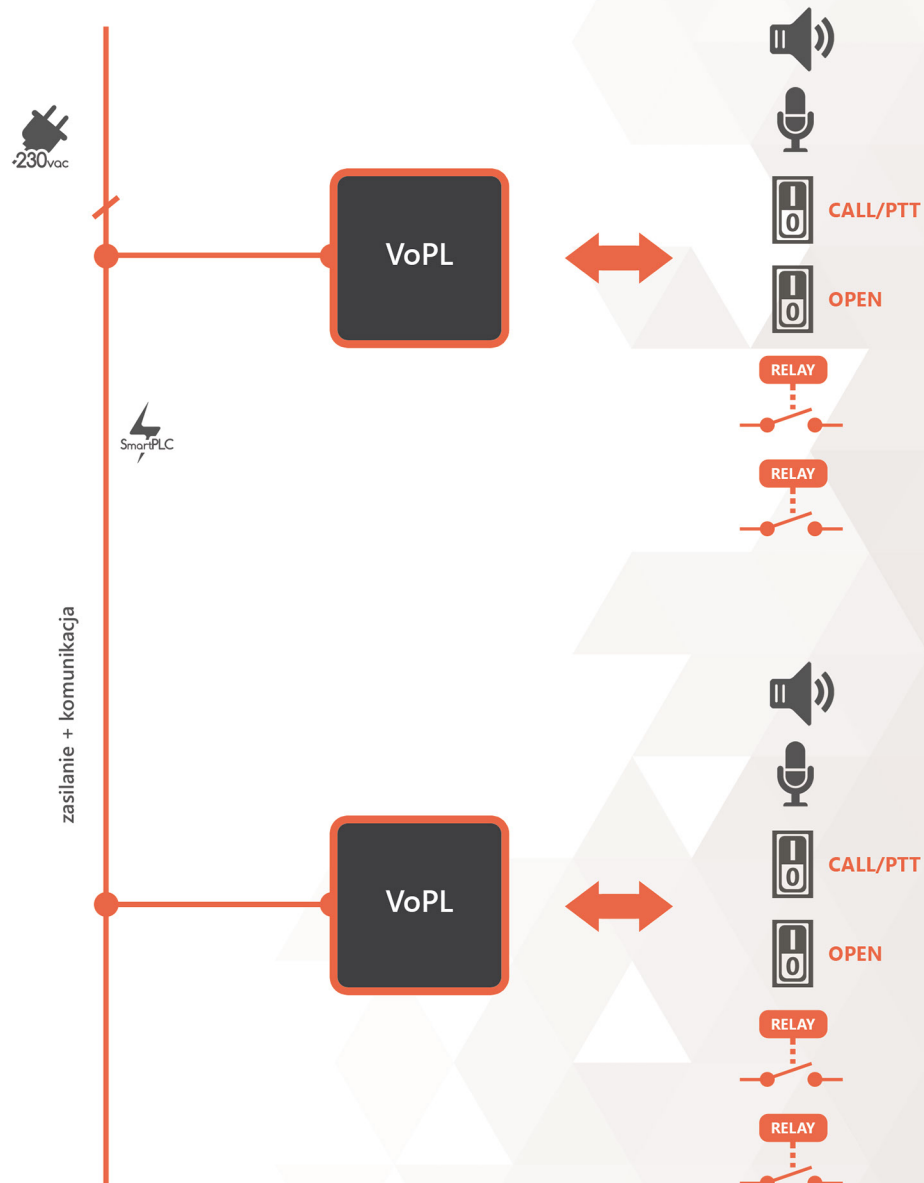 ~230vac
VoPL
CALL/PTT
OPEN
RELAY
SmartPLC
RELAY
zasilanie + komunikacja
VoPL
CALL/PTT
OPEN
RELAY
RELAY